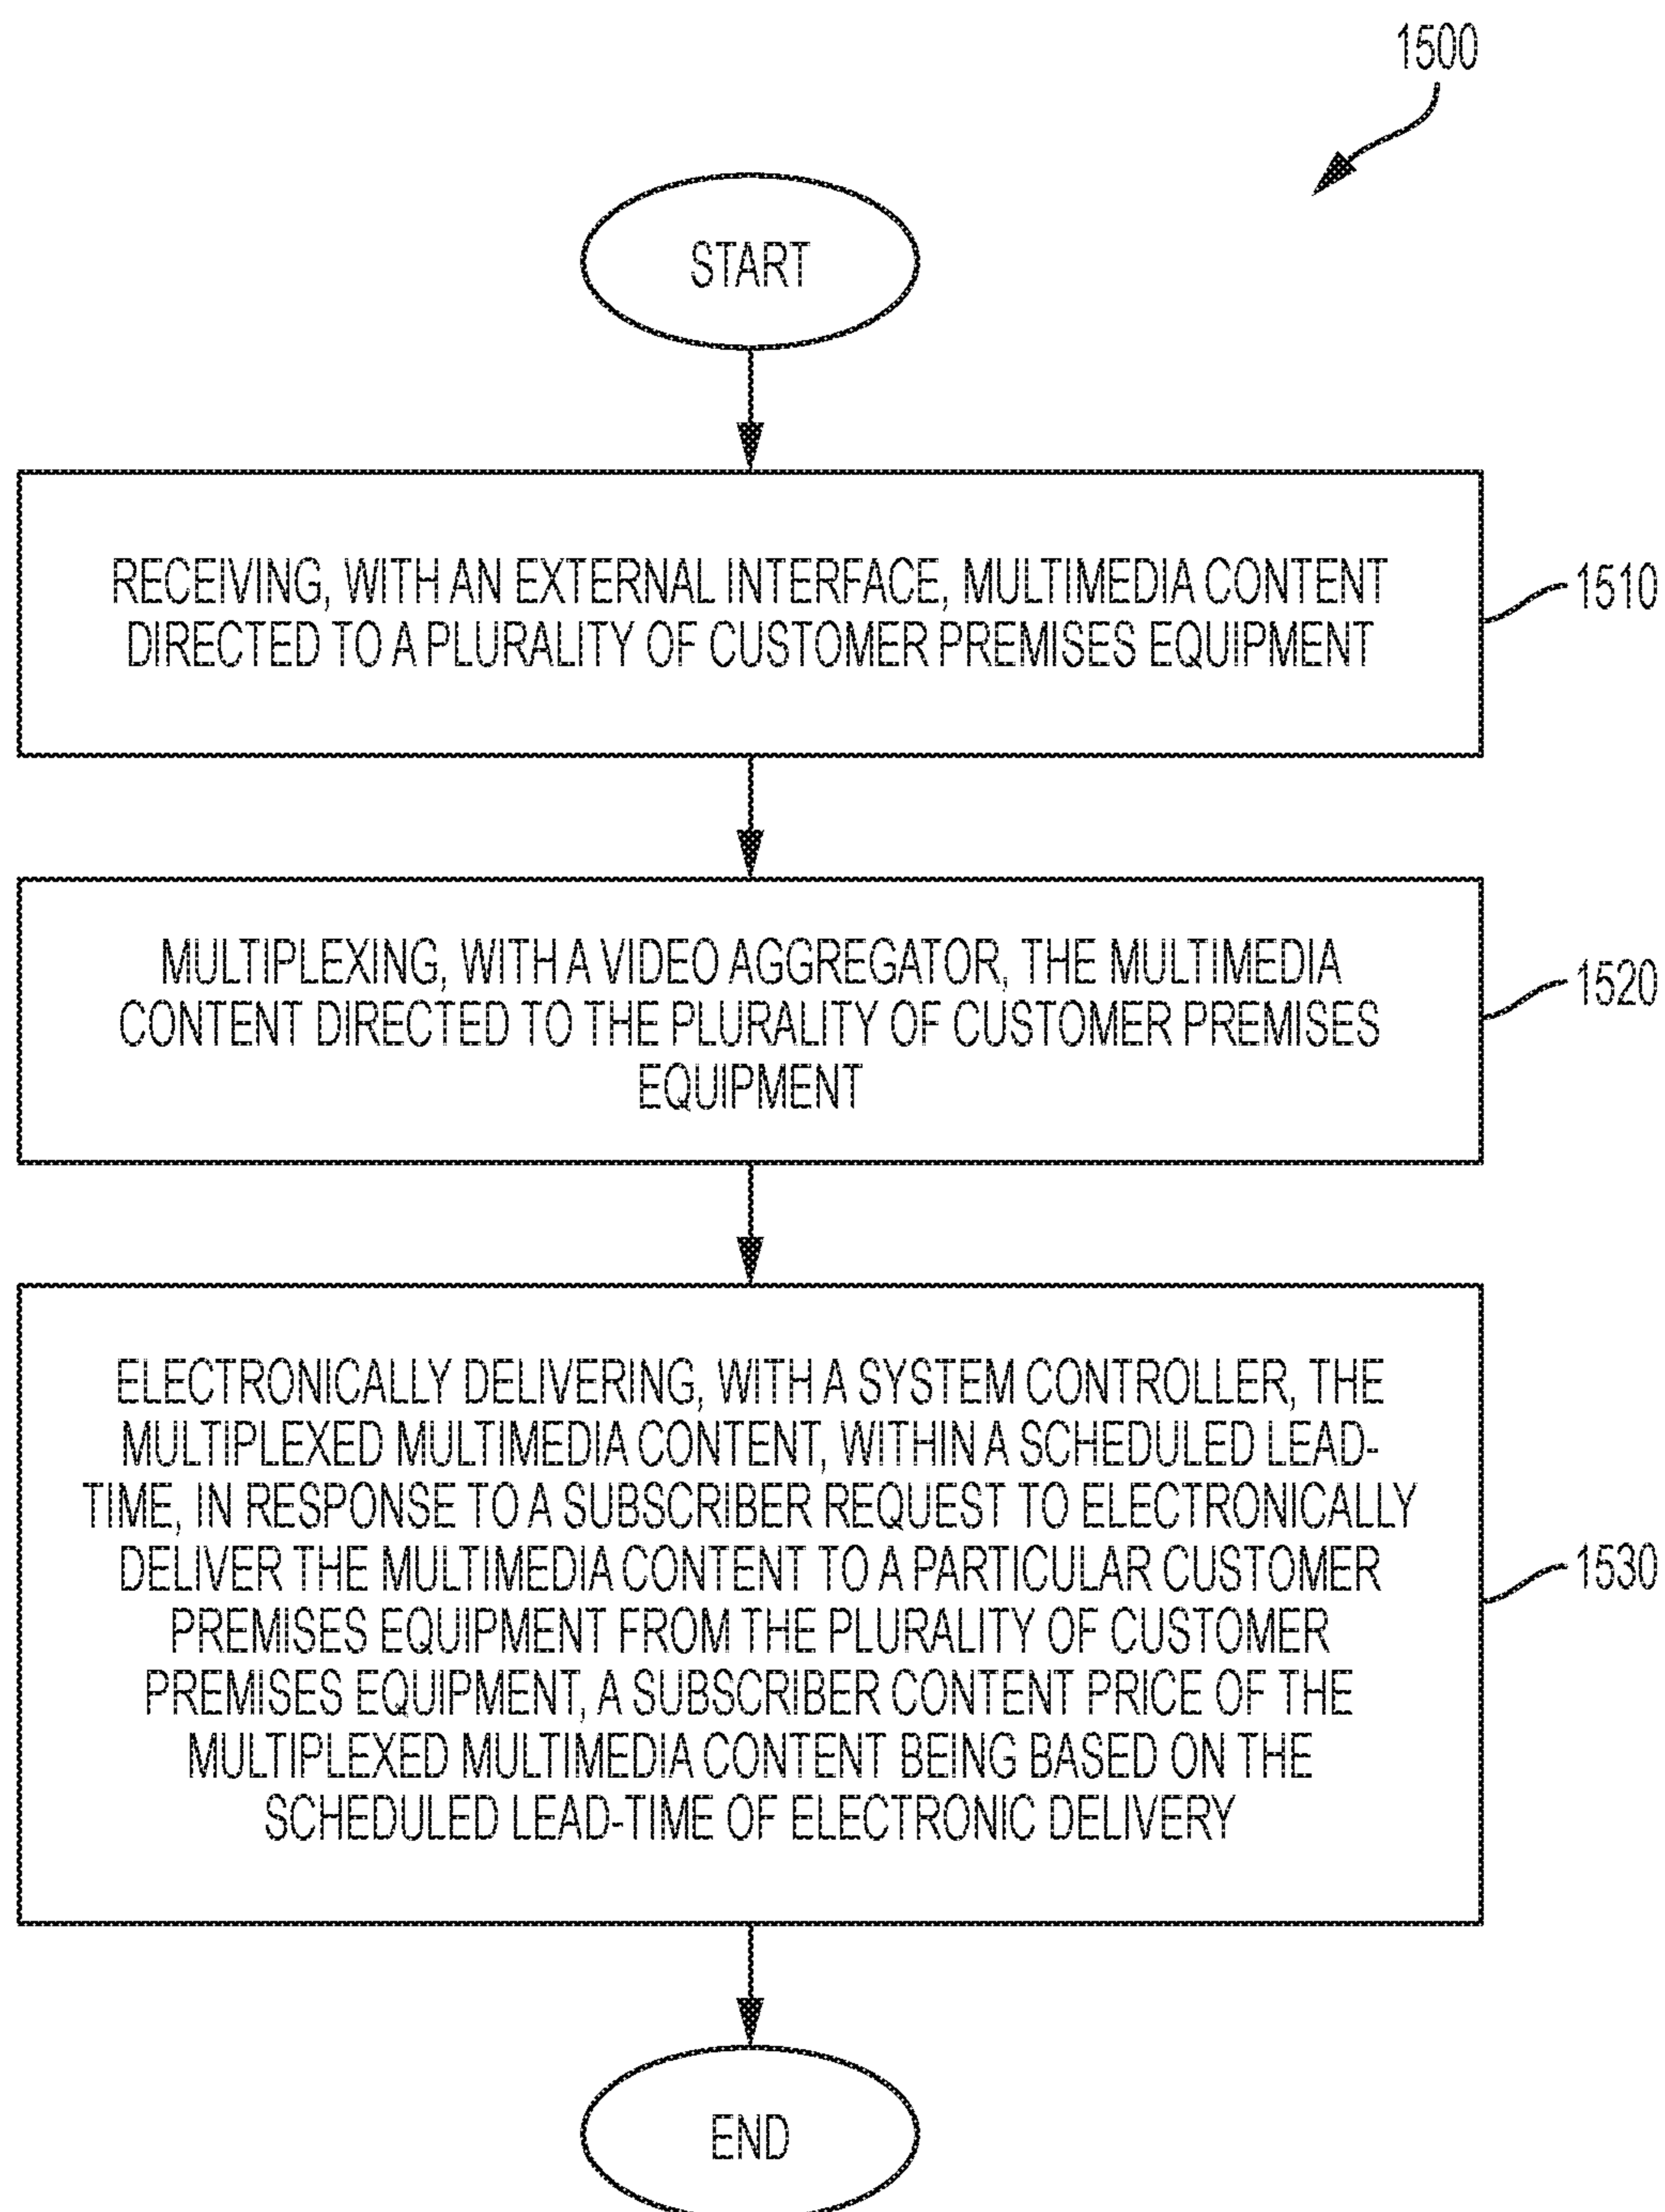 1500
START
RECEIVING, WITH AN EXTERNAL INTERFACE, MULTIMEDIA CONTENT
DIRECTED TO A PLURALITY OF CUSTOMER PREMISES EQUIPMENT
1510
MULTIPLEXING, WITH A VIDEO AGGREGATOR, THE MULTIMEDIA
CONTENT DIRECTED TO THE PLURALITY OF CUSTOMER PREMISES
EQUIPMENT
1520
ELECTRONICALLY DELIVERING, WITH A SYSTEM CONTROLLER, THE
MULTIPLEXED MULTIMEDIA CONTENT, WITHIN A SCHEDULED LEAD-
TIME, IN RESPONSE TO A SUBSCRIBER REQUEST TO ELECTRONICALLY
DELIVER THE MULTIMEDIA CONTENT TO A PARTICULAR CUSTOMER
PREMISES EQUIPMENT FROM THE PLURALITY OF CUSTOMER
PREMISES EQUIPMENT, A SUBSCRIBER CONTENT PRICE OF THE
MULTIPLEXED MULTIMEDIA CONTENT BEING BASED ON THE
SCHEDULED LEAD-TIME OF ELECTRONIC DELIVERY
1530
END